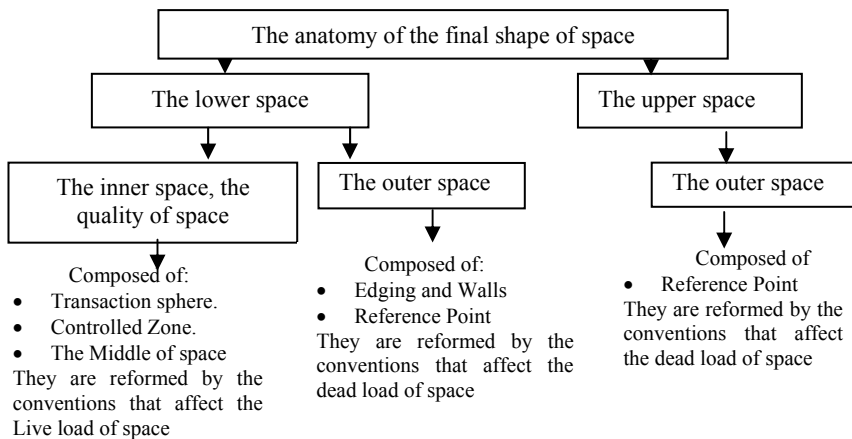 The anatomy of the final shape of space
The lower space
The upper space
The inner space, the
quality of space
The outer space
The outer space
Composed of:
• Transaction sphere.
• Controlled Zone.
• The Middle of space
They are reformed by the
conventions that affect the
Live load of space
Composed of:
• Edging and Walls
• Reference Point
They are reformed by the
conventions that affect the
dead load of space
Composed of
• Reference Point
They are reformed by the
conventions that affect
the dead load of space